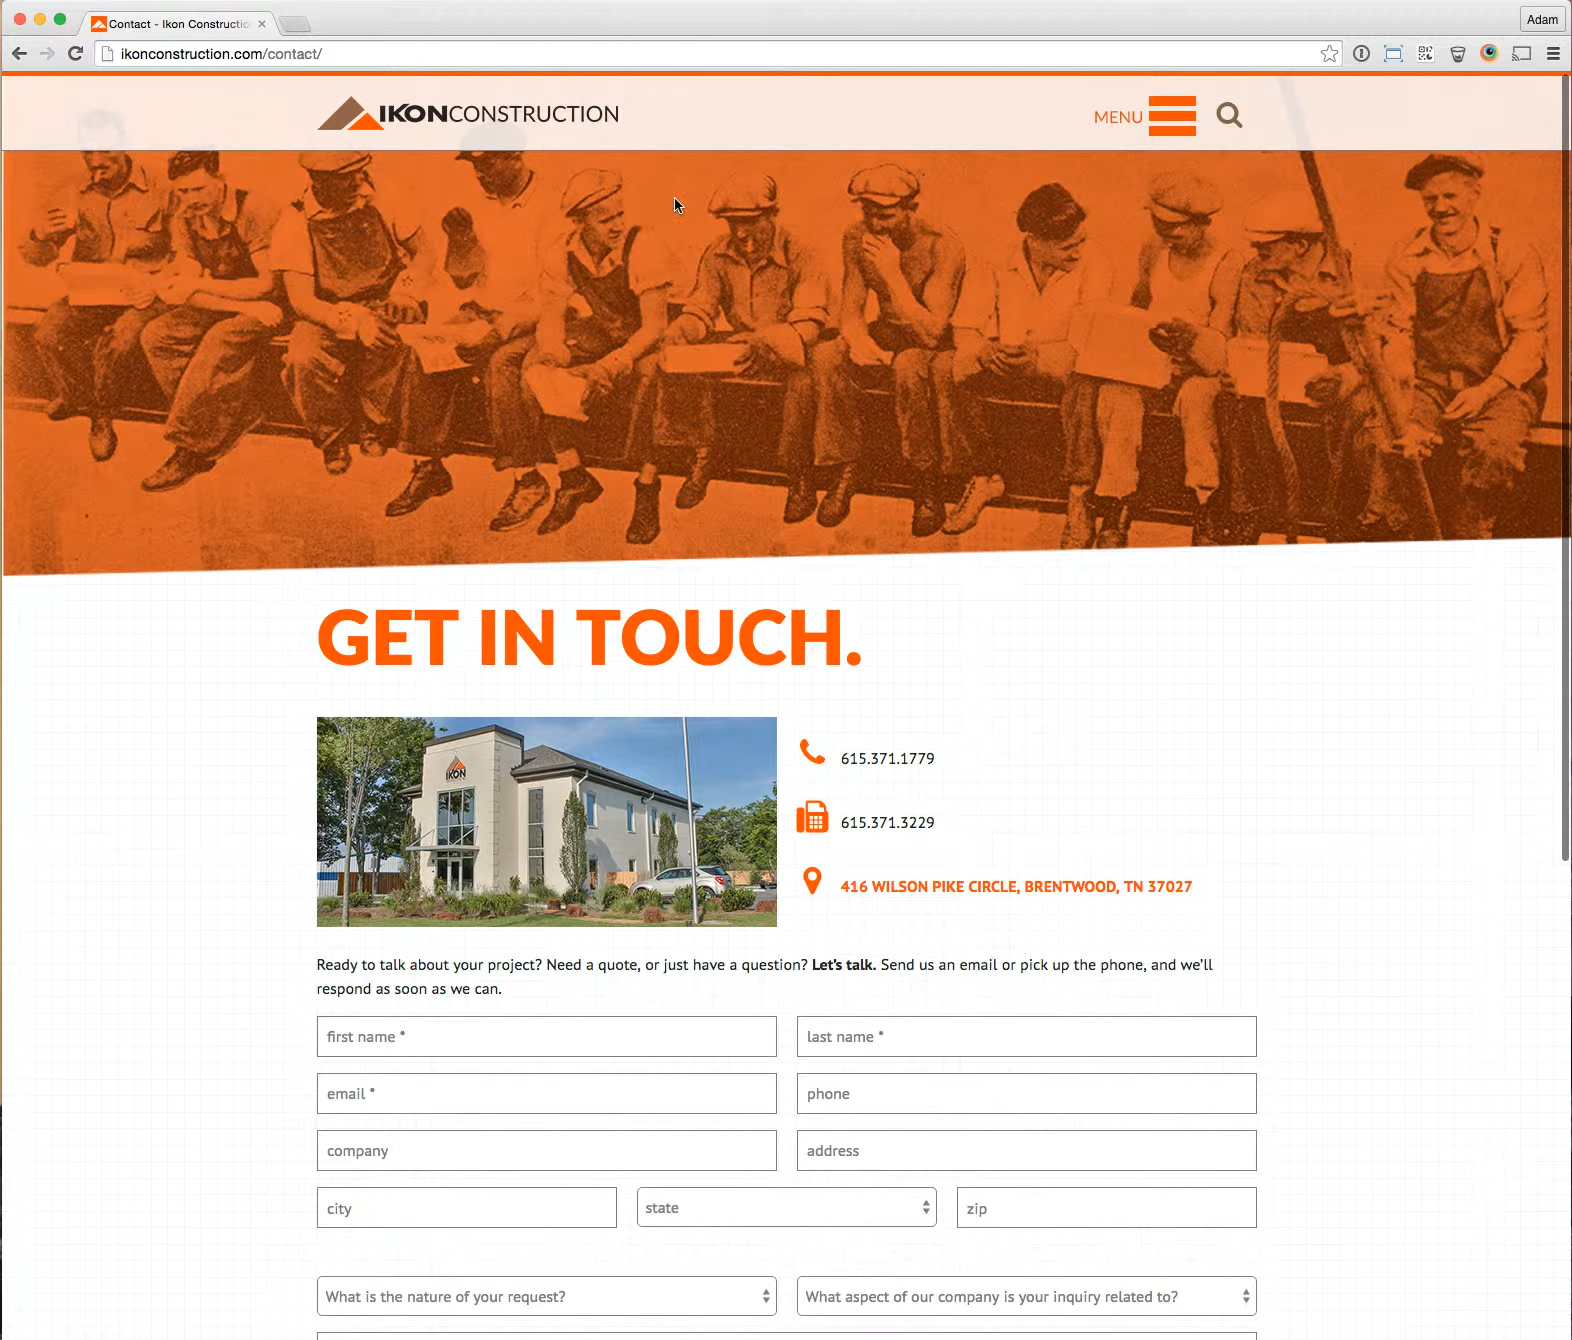 Contact - Ikon Constructio
Adam
ikonconstruction.com/contact/
IKONCONSTRUCTION
MENU
GET IN TOUCH.
IKON
615.371.1779
615.371.3229
416 WILSON PIKE CIRCLE, BRENTWOOD, TN 37027
Ready to talk about your project? Need a quote, or just have a question? Let's talk. Send us an email or pick up the phone, and we'll
respond as soon as we can.
first name *
last name *
email *
phone
company
address
city
state
zip
What is the nature of your request?
What aspect of our company is your inquiry related to?